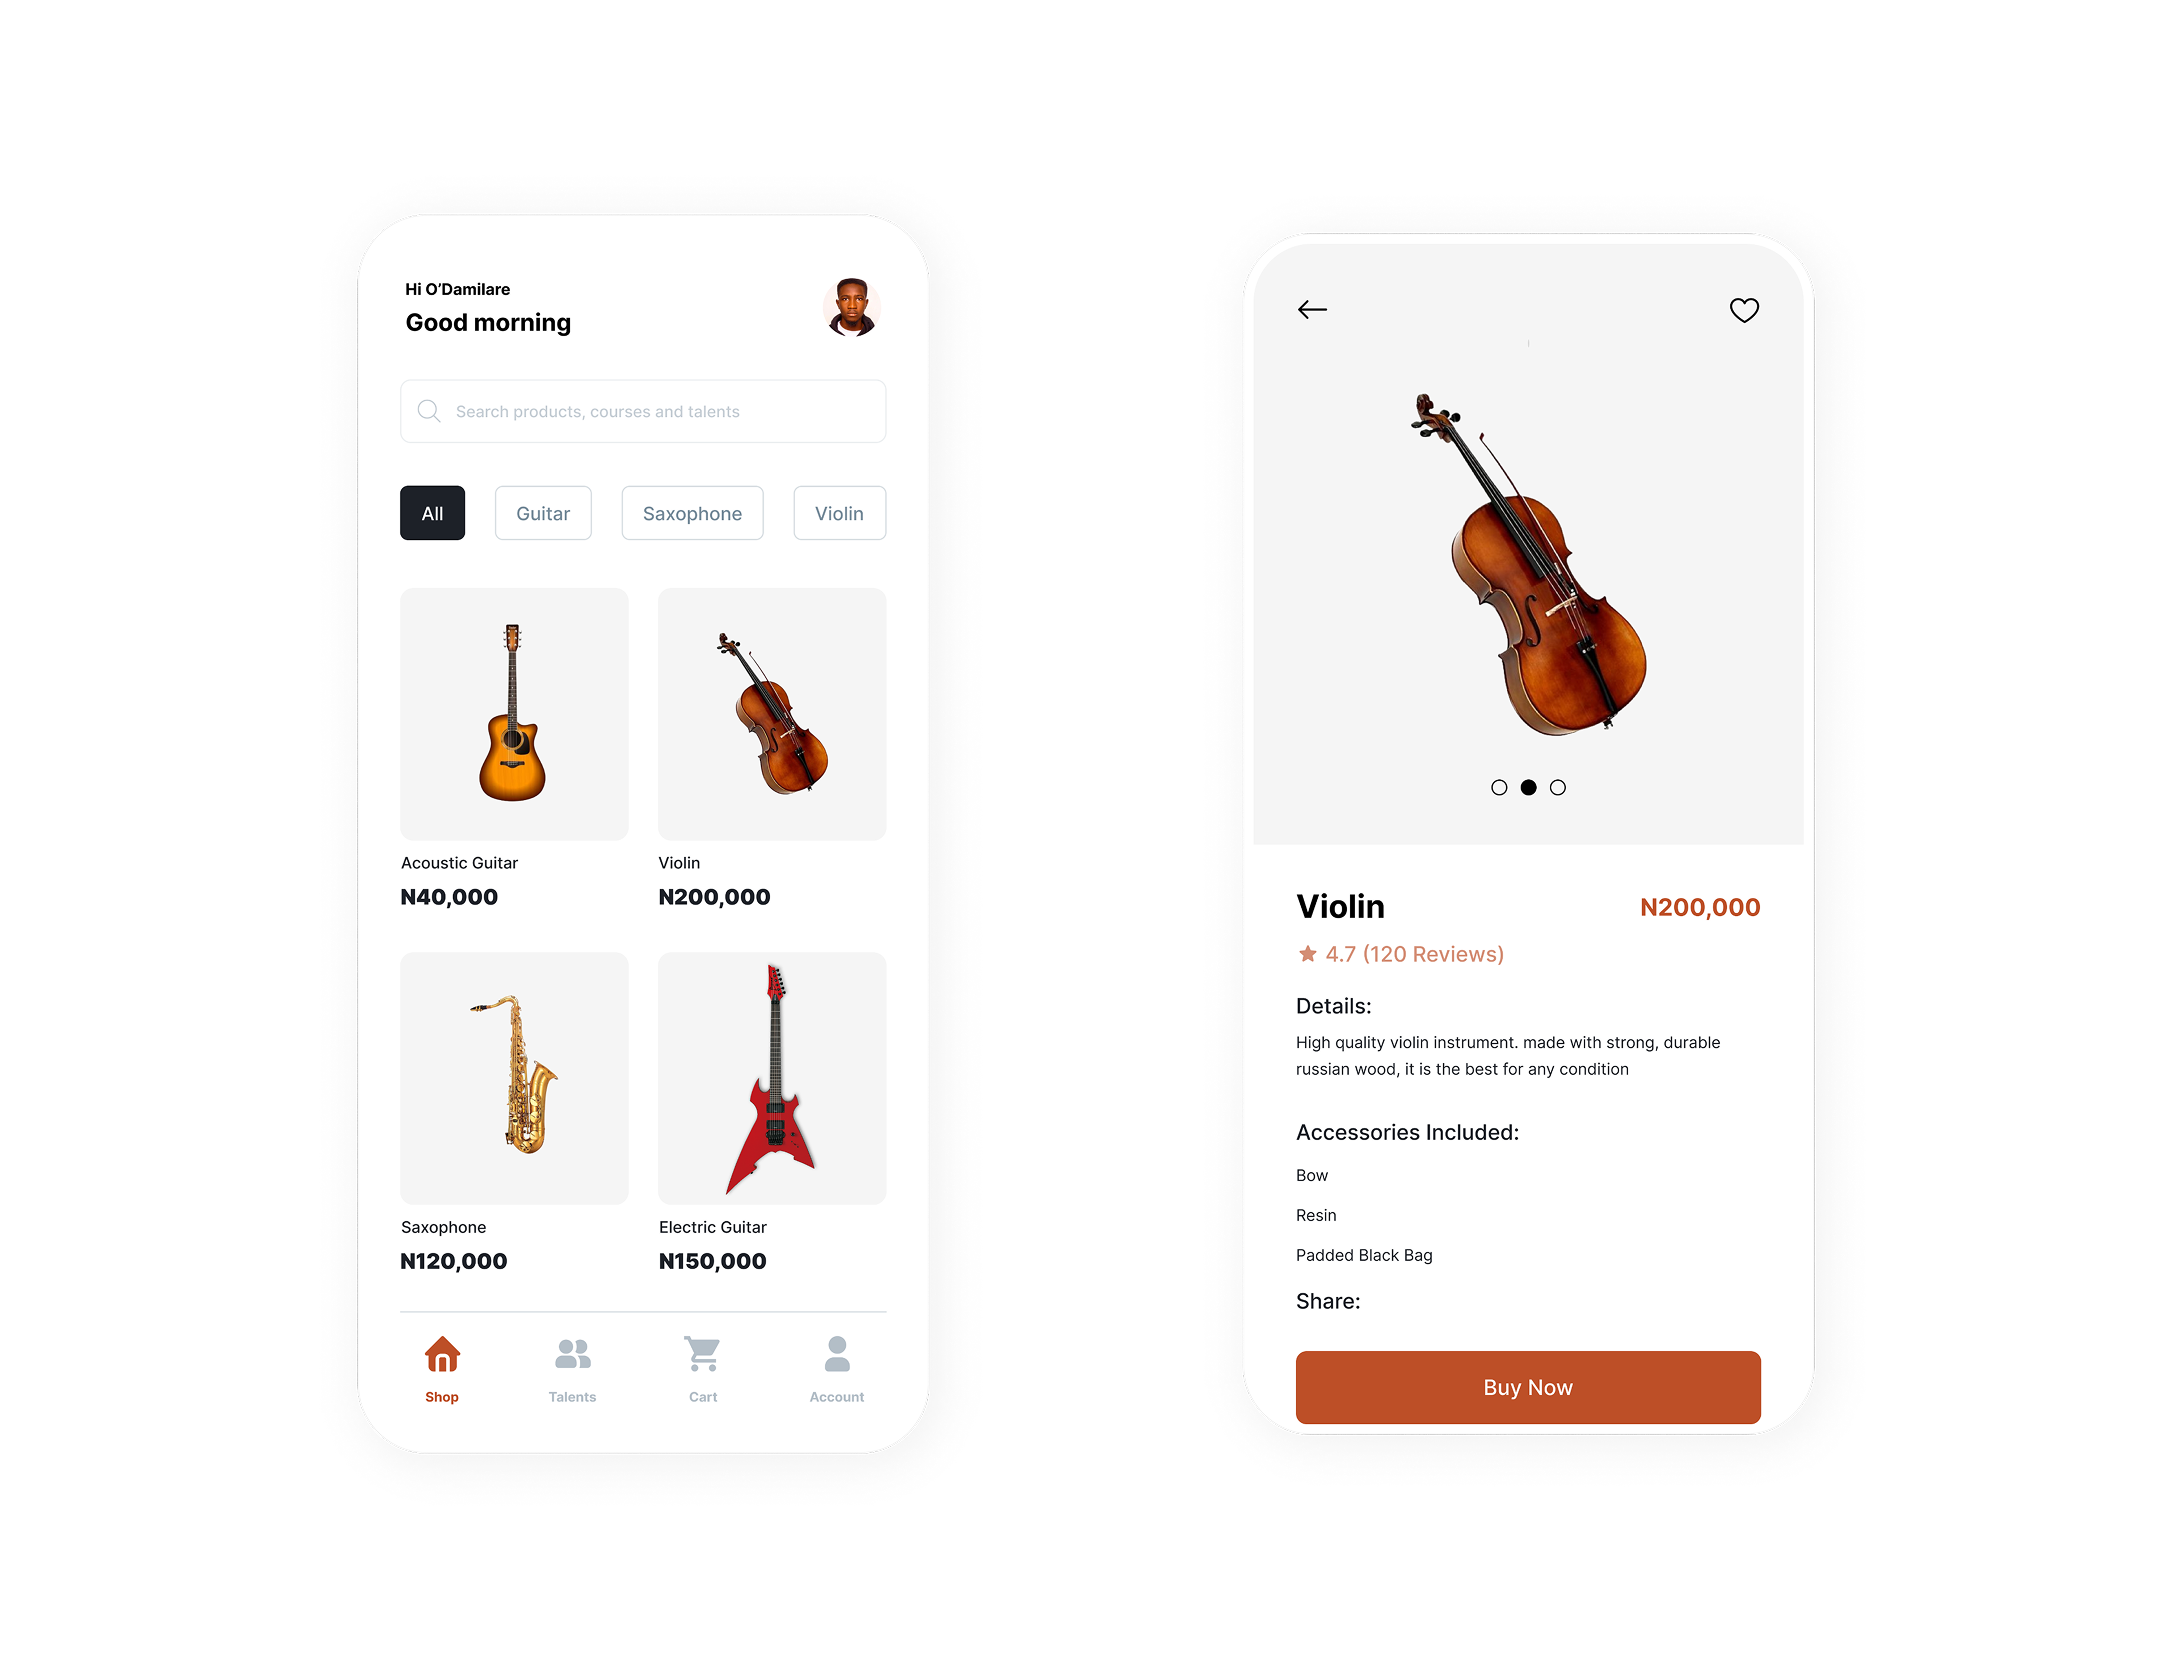 Hi O’Damilare
Good morning
Search products, courses and talents
All Guitar Saxophone Violin
Acoustic Guitar Violin
N40,000 N200,000
Saxophone Electric Guitar
N120,000 N150,000
Shop Talents Cart Account
Violin N200,000
4.7 (120 Reviews)
Details:
High quality violin instrument. made with strong, durable
russian wood, it is the best for any condition
Accessories Included:
Bow
Resin
Padded Black Bag
Share:
Buy Now